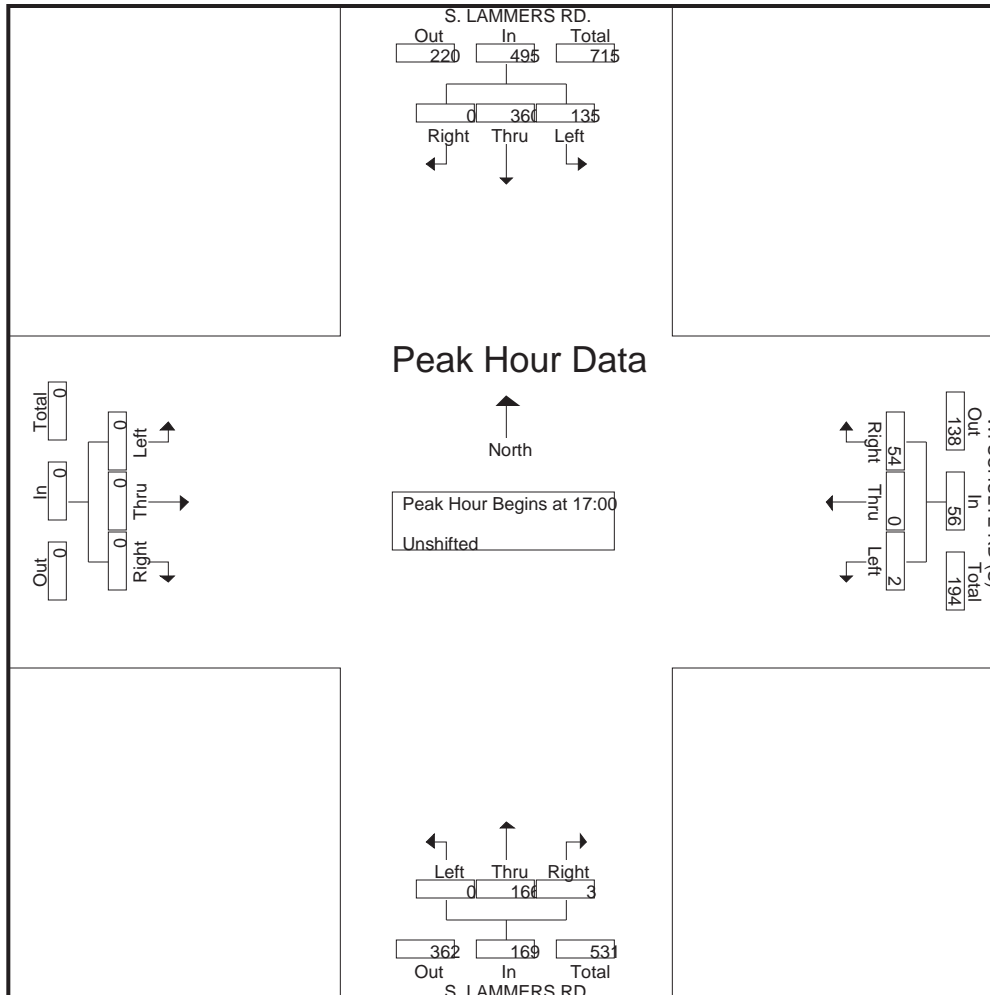 S. LAMMERS RD.
Out In Total
220 495 715
0 360 135
Right Thru Left
Peak Hour Data
North
Peak Hour Begins at 17:00
Unshifted
Total 0
In 0
Out 0
Left 0
Thru 0
Right 0
Right 54
Thru 0
Left 2
Out 138
In 56
Total 194
Left Thru Right
0 166 3
362 169 531
Out In Total
S. LAMMERS RD.